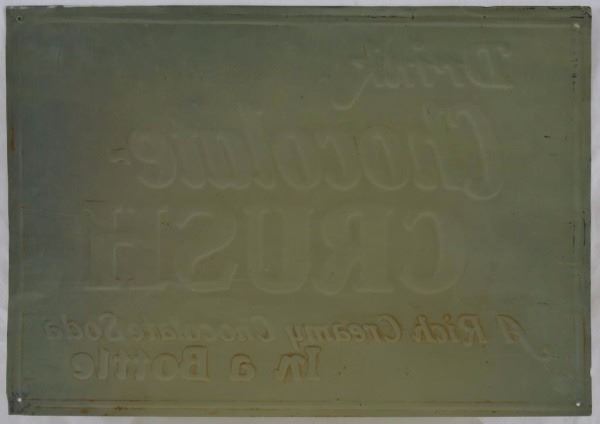 Drink
Chocolate-
CRUSH
A Rich Creamy Chocolate Soda
In a Bottle